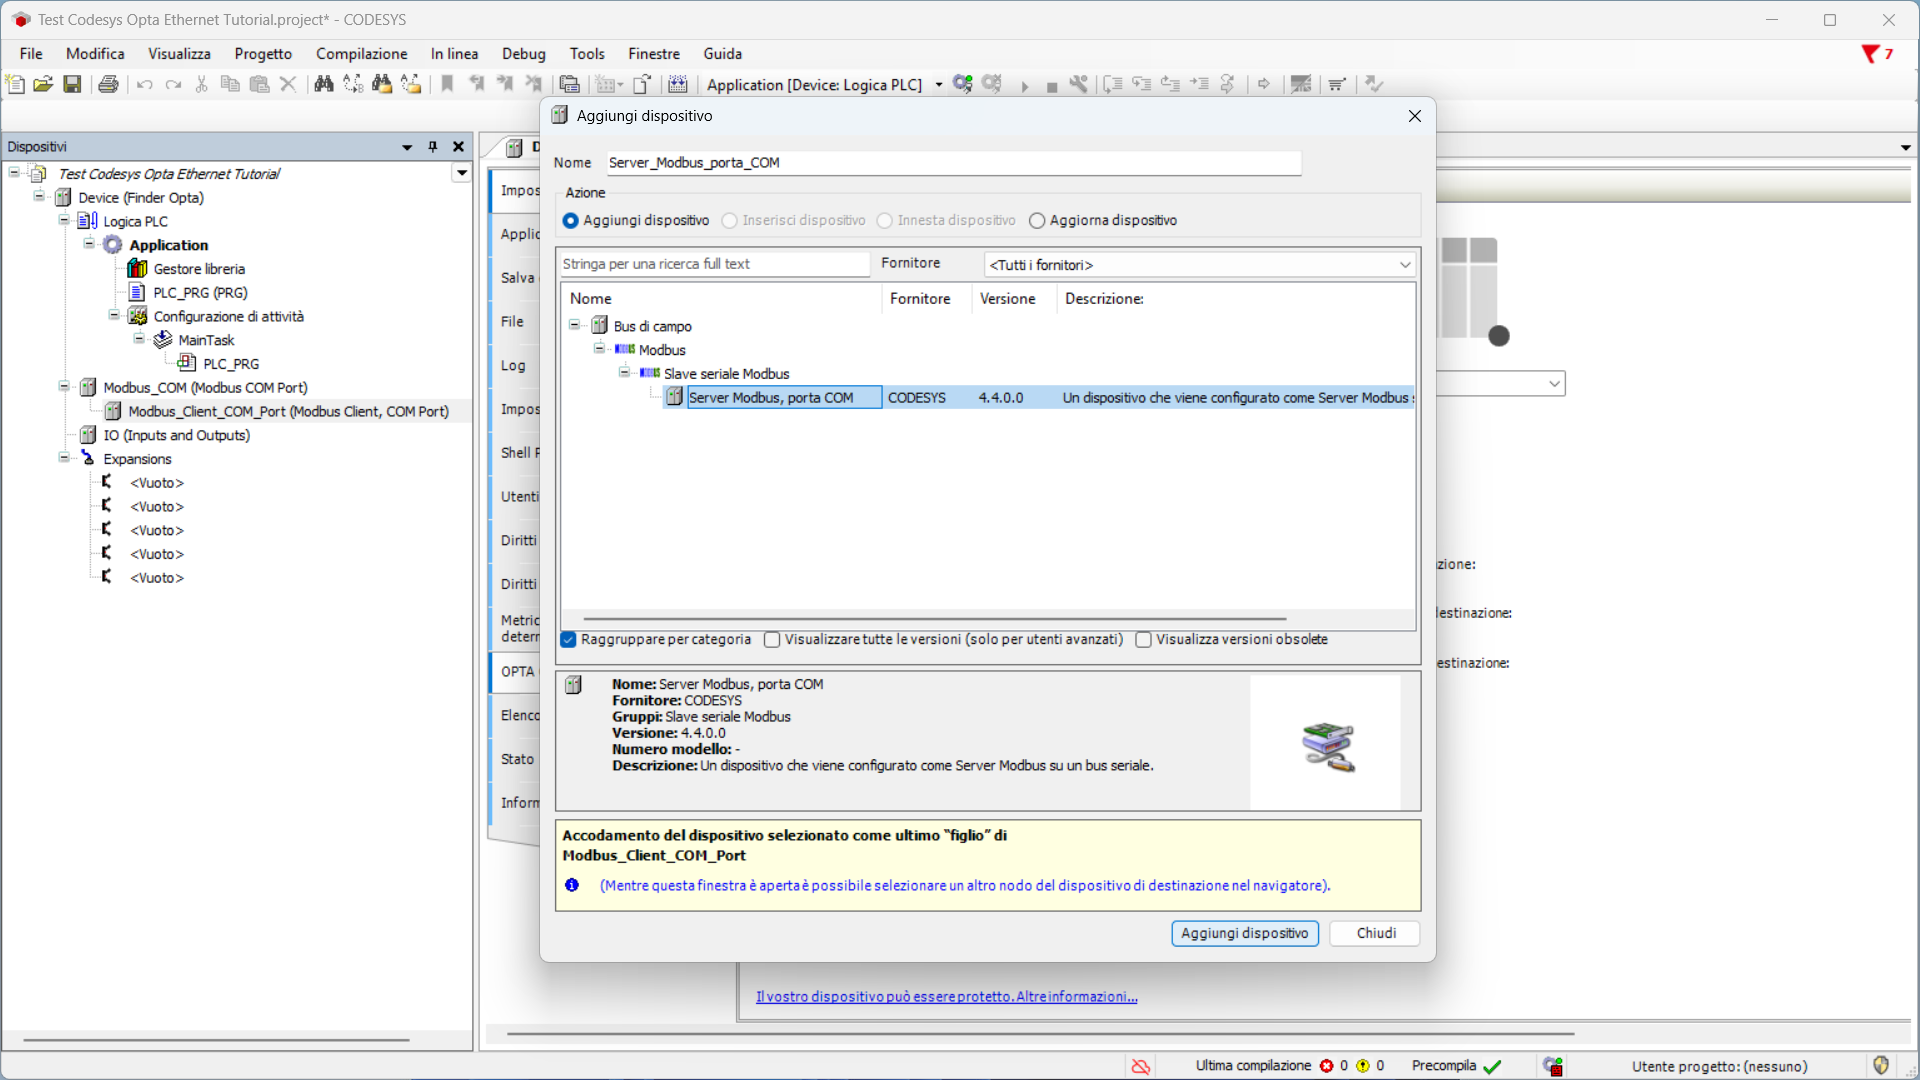 Test Codesys Opta Ethernet Tutorial.project* - CODESYS
File Modifica Visualizza Progetto Compilazione In linea Debug Tools Finestre Guida
7
Application [Device: Logica PLC]
Dispositivi
Test Codesys Opta Ethernet Tutorial
Device (Finder Opta)
Logica PLC
Application
Gestore libreria
PLC_PRG (PRG)
Configurazione di attività
MainTask
PLC_PRG
Modbus_COM (Modbus COM Port)
Modbus_Client_COM_Port (Modbus Client, COM Port)
IO (Inputs and Outputs)
Expansions
<Vuoto>
<Vuoto>
<Vuoto>
<Vuoto>
<Vuoto>
D
Impos
Applic
Salva
File
Log
Impos
Shell F
Utenti
Diritti
Diritti
Metric
detern
OPTA
Elenco
Stato
Inform
Aggiungi dispositivo
Nome Server_Modbus_porta_COM
Azione
Aggiungi dispositivo Inserisci dispositivo Innesta dispositivo Aggiorna dispositivo
Stringa per una ricerca full text Fornitore <Tutti i fornitori>
Nome Fornitore Versione Descrizione:
Bus di campo
Modbus
Slave seriale Modbus
Server Modbus, porta COM CODESYS 4.4.0.0 Un dispositivo che viene configurato come Server Modbus s
Raggruppare per categoria Visualizzare tutte le versioni (solo per utenti avanzati) Visualizza versioni obsolete
Nome: Server Modbus, porta COM
Fornitore: CODESYS
Gruppi: Slave seriale Modbus
Versione: 4.4.0.0
Numero modello: -
Descrizione: Un dispositivo che viene configurato come Server Modbus su un bus seriale.
Accodamento del dispositivo selezionato come ultimo “figlio” di
Modbus_Client_COM_Port
(Mentre questa finestra è aperta è possibile selezionare un altro nodo del dispositivo di destinazione nel navigatore).
Aggiungi dispositivo Chiudi
zione:
destinazione:
estinazione:
Il vostro dispositivo può essere protetto. Altre informazioni...
Ultima compilazione 0 0 Precompila Utente progetto: (nessuno)